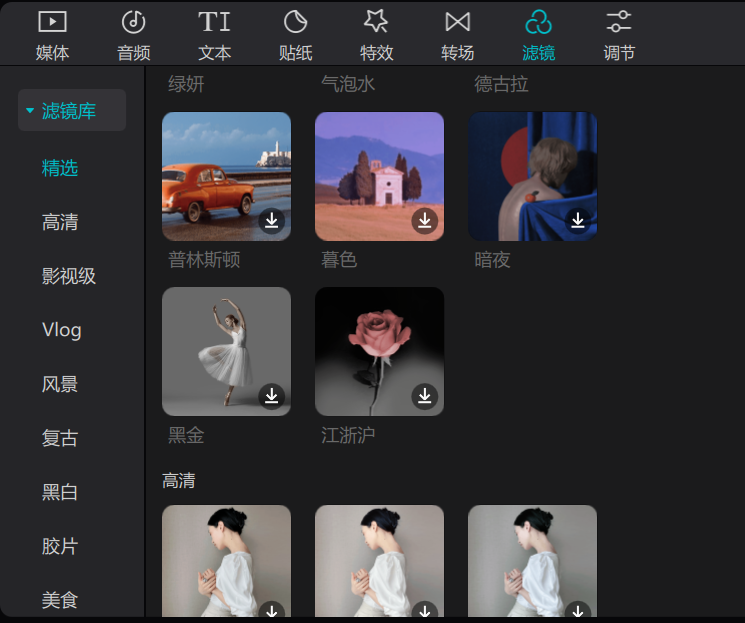 媒体 音频 文本 贴纸 特效 转场 滤镜 调节
滤镜库
精选
高清
影视级
Vlog
风景
复古
黑白
胶片
美食
绿妍 气泡水 德古拉
普林斯顿 暮色 暗夜
黑金 江浙沪
高清